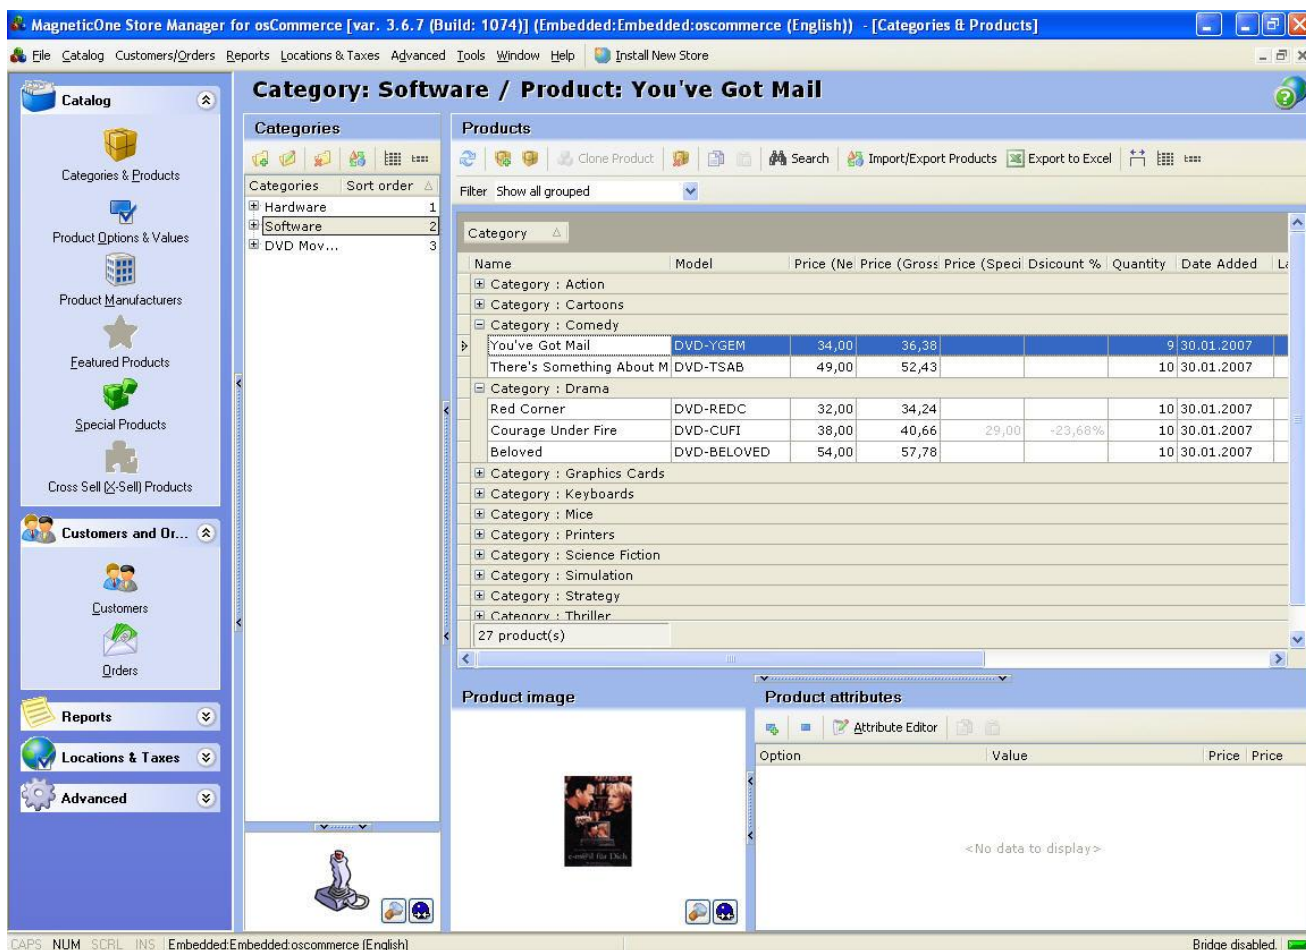 MagneticOne Store Manager for osCommerce [var. 3.6.7 (Build: 1074)] (Embedded:Embedded:oscommerce (English)) - [Categories & Products]
File Catalog Customers/Orders Reports Locations & Taxes Advanced Tools Window Help Install New Store
Catalog
Categories & Products
Product Options & Values
Product Manufacturers
Featured Products
Special Products
Cross Sell (X-Sell) Products
Customers and Or...
Customers
Orders
Reports
Locations & Taxes
Advanced
Category: Software / Product: You've Got Mail
Categories
Categories Sort order
Hardware 1
Software 2
DVD Mov... 3
Products
Clone Product Search Import/Export Products Export to Excel
Filter Show all grouped
Category
Name Model Price (Ne Price (Gross Price (Speci Dsicount % Quantity Date Added
Category : Action
Category : Cartoons
Category : Comedy
You've Got Mail DVD-YGEM 34,00 36,38 9 30.01.2007
There's Something About M DVD-TSAB 49,00 52,43 10 30.01.2007
Category : Drama
Red Corner DVD-REDC 32,00 34,24 10 30.01.2007
Courage Under Fire DVD-CUFI 38,00 40,66 29,00 -23,68% 10 30.01.2007
Beloved DVD-BELOVED 54,00 57,78 10 30.01.2007
Category : Graphics Cards
Category : Keyboards
Category : Mice
Category : Printers
Category : Science Fiction
Category : Simulation
Category : Strategy
Category : Thriller
27 product(s)
Product image
e-m@il für Dich
Product attributes
Attribute Editor
Option Value Price Price
<No data to display>
CAPS NUM SCRL INS Embedded:Embedded:oscommerce (English) Bridge disabled.